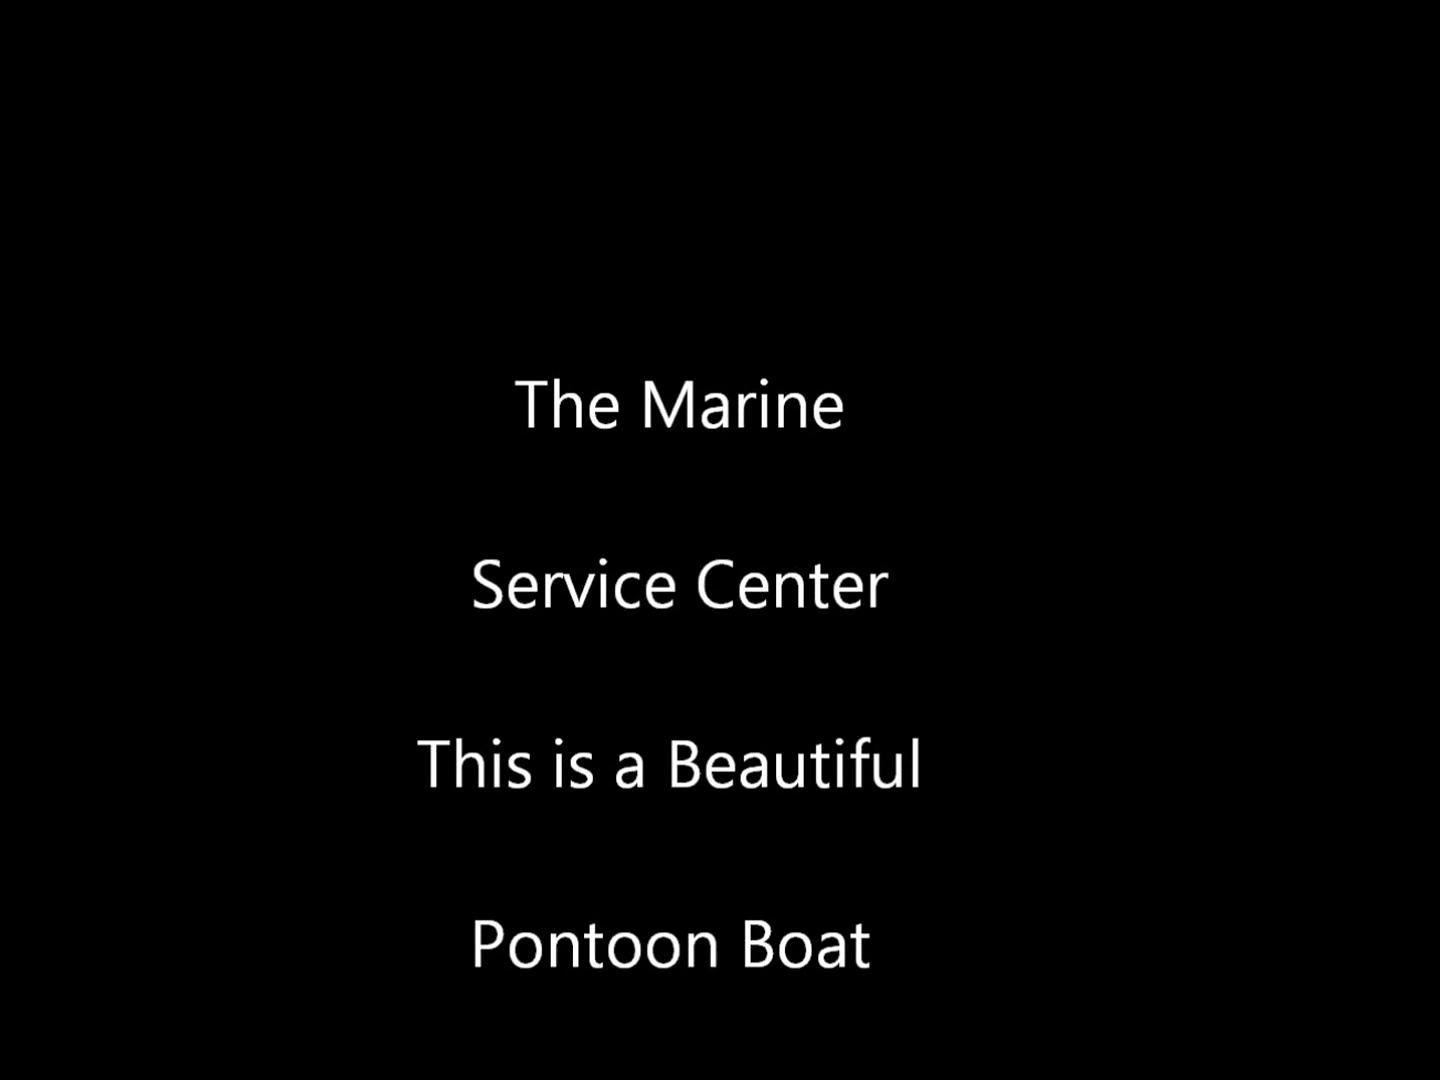 The Marine
Service Center
This is a Beautiful
Pontoon Boat